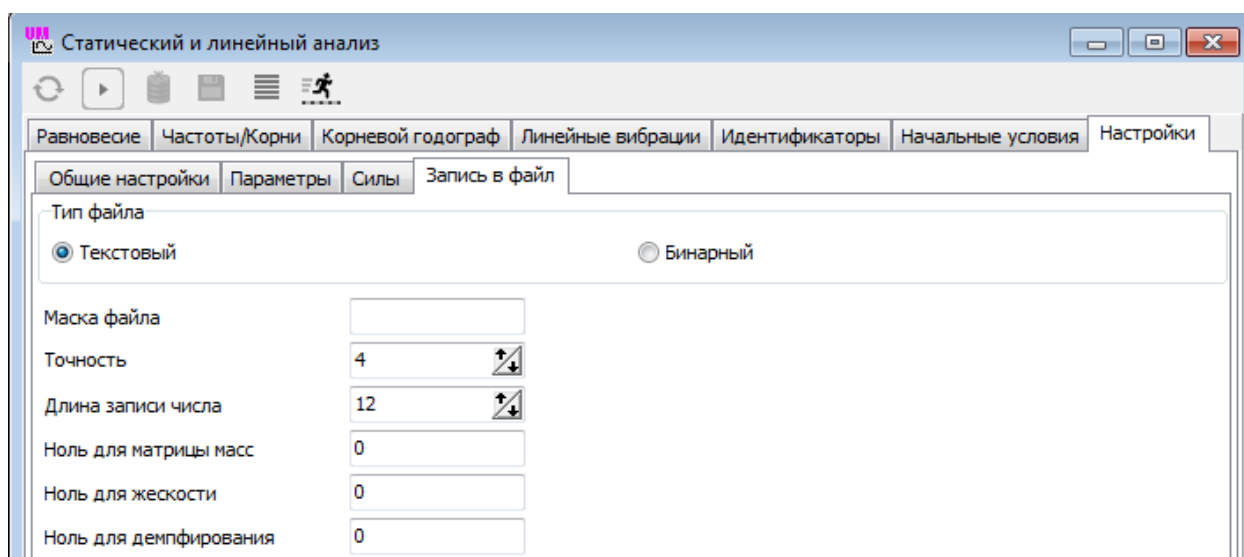 UM Статический и линейный анализ
Равновесие Частоты/Корни Корневой годограф Линейные вибрации Идентификаторы Начальные условия Настройки
Общие настройки Параметры Силы Запись в файл
Тип файла
Текстовый Бинарный
Маска файла
Точность 4
Длина записи числа 12
Ноль для матрицы масс 0
Ноль для жескости 0
Ноль для демпфирования 0